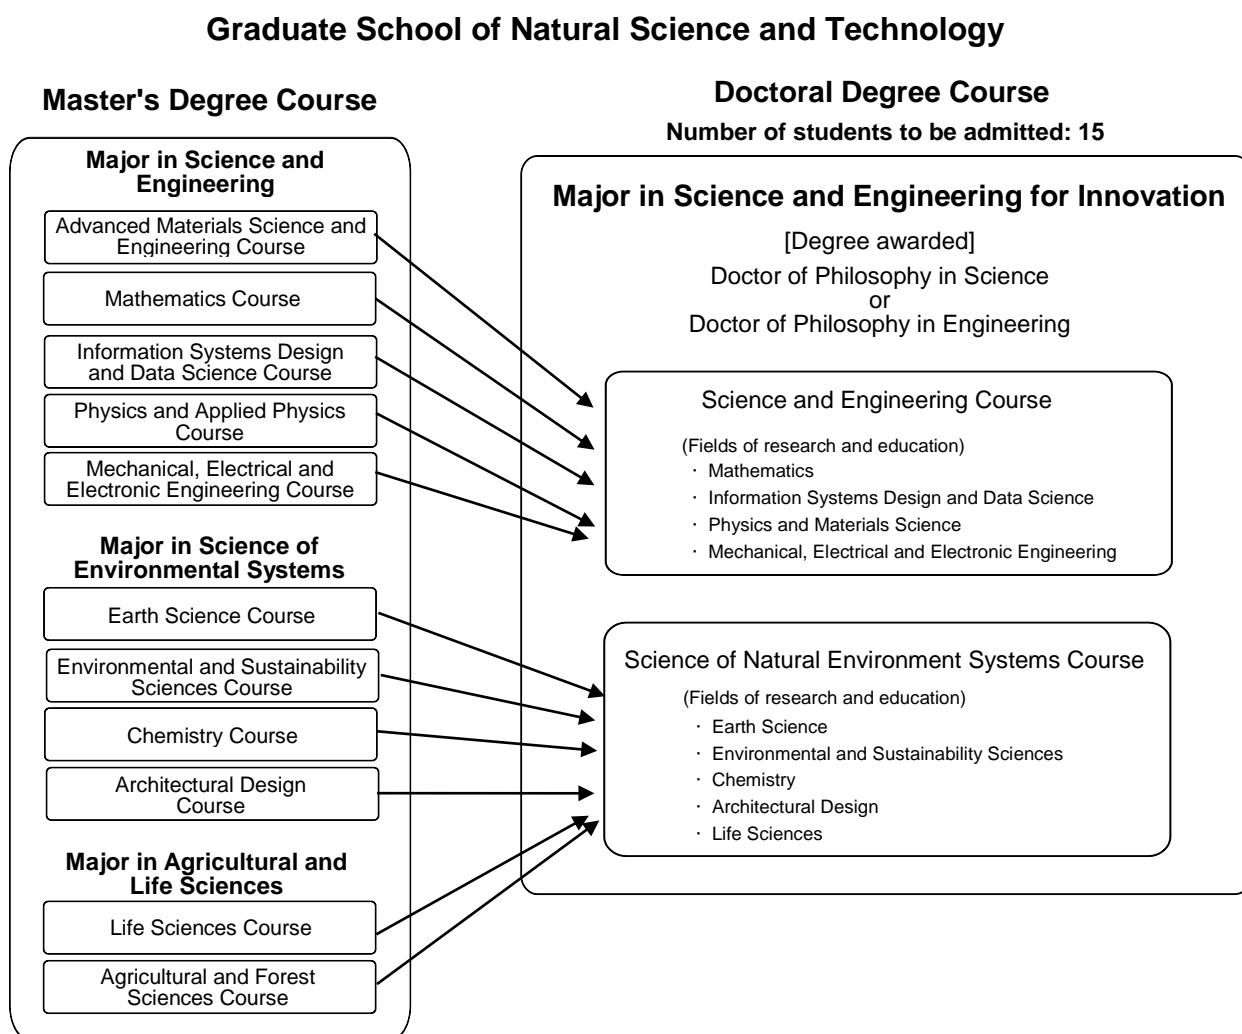 Graduate School of Natural Science and Technology
Master's Degree Course
Major in Science and
Engineering
Advanced Materials Science and
Engineering Course
Mathematics Course
Information Systems Design
and Data Science Course
Physics and Applied Physics
Course
Mechanical, Electrical and
Electronic Engineering Course
Major in Science of
Environmental Systems
Earth Science Course
Environmental and Sustainability
Sciences Course
Chemistry Course
Architectural Design
Course
Major in Agricultural and
Life Sciences
Life Sciences Course
Agricultural and Forest
Sciences Course
Doctoral Degree Course
Number of students to be admitted: 15
Major in Science and Engineering for Innovation
[Degree awarded]
Doctor of Philosophy in Science
or
Doctor of Philosophy in Engineering
Science and Engineering Course
(Fields of research and education)
・ Mathematics
・ Information Systems Design and Data Science
・ Physics and Materials Science
・ Mechanical, Electrical and Electronic Engineering
Science of Natural Environment Systems Course
(Fields of research and education)
・ Earth Science
・ Environmental and Sustainability Sciences
・ Chemistry
・ Architectural Design
・ Life Sciences